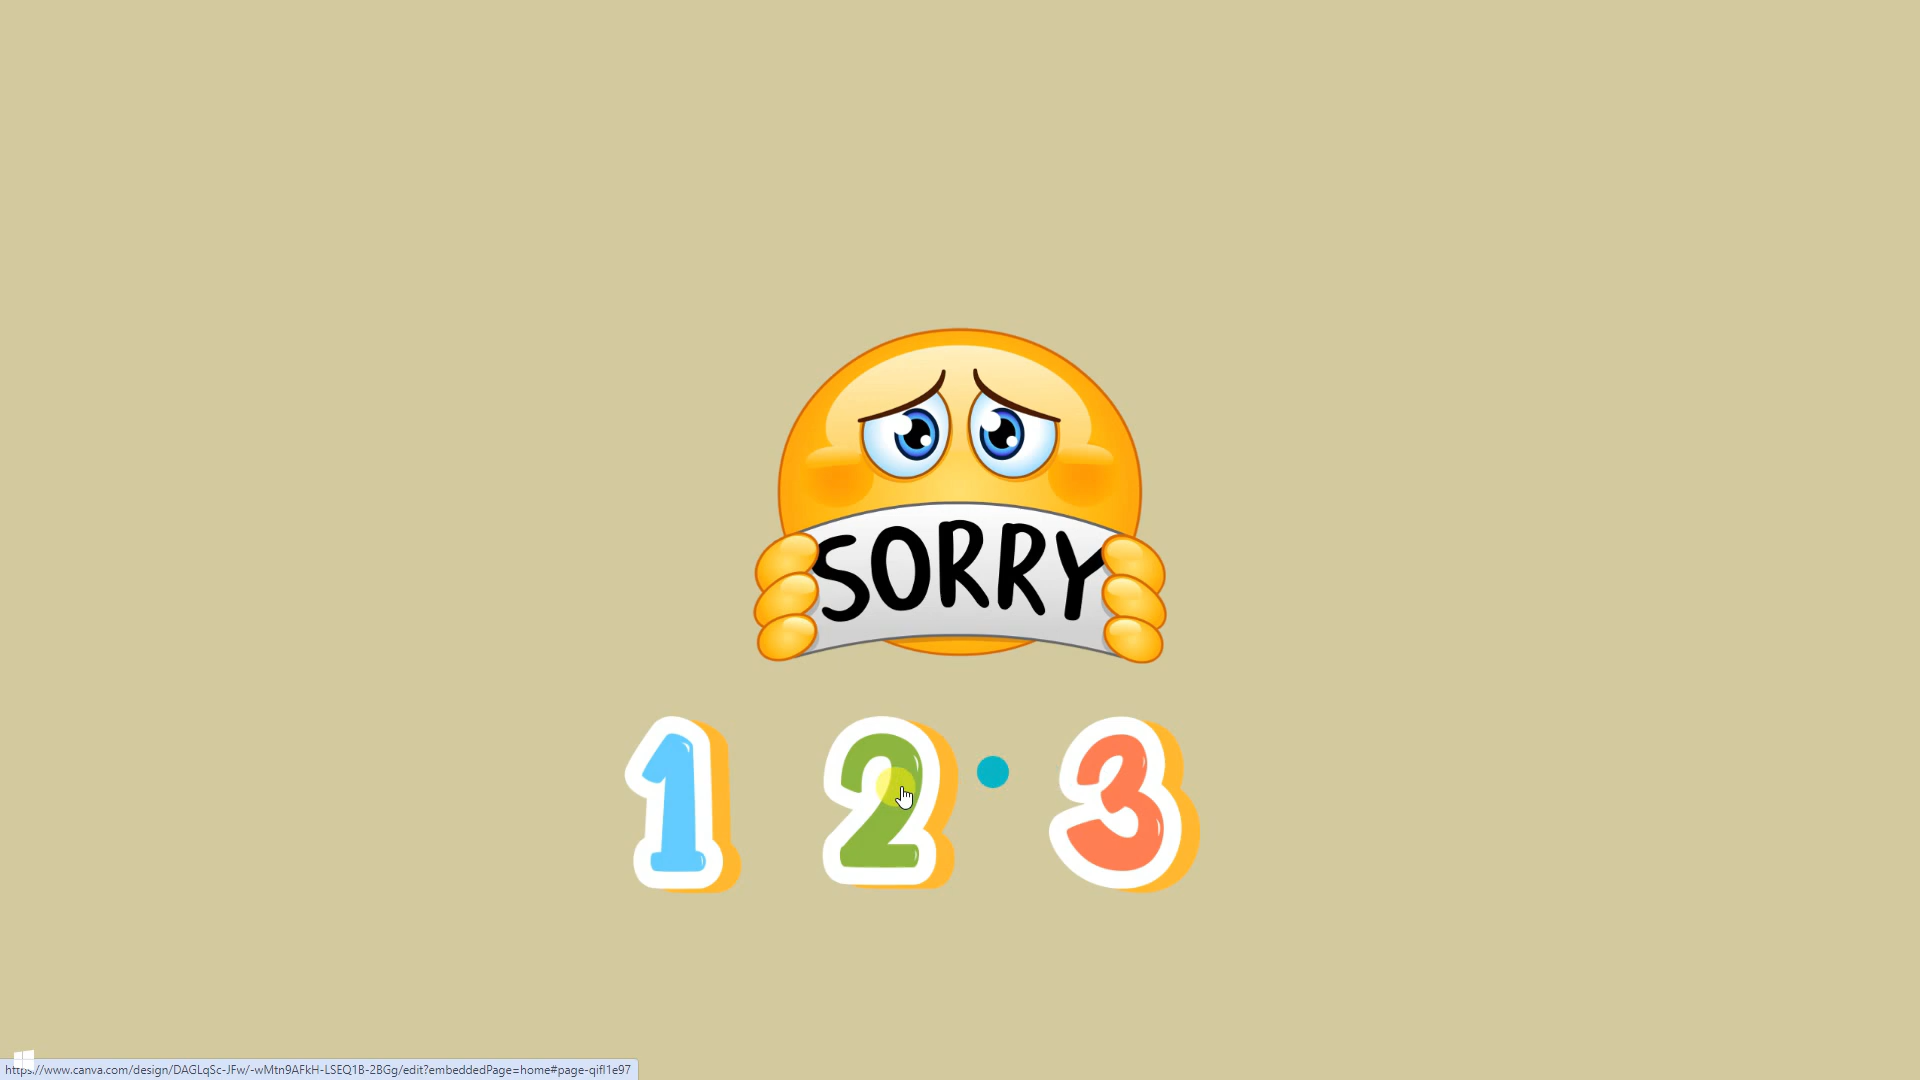 SORRY
1 2 3
https://www.canva.com/design/DAGLqSc-JFw/-wMtn9AFkH-LSEQ1B-2BGg/edit?embeddedPage=home#page-qifl1e97